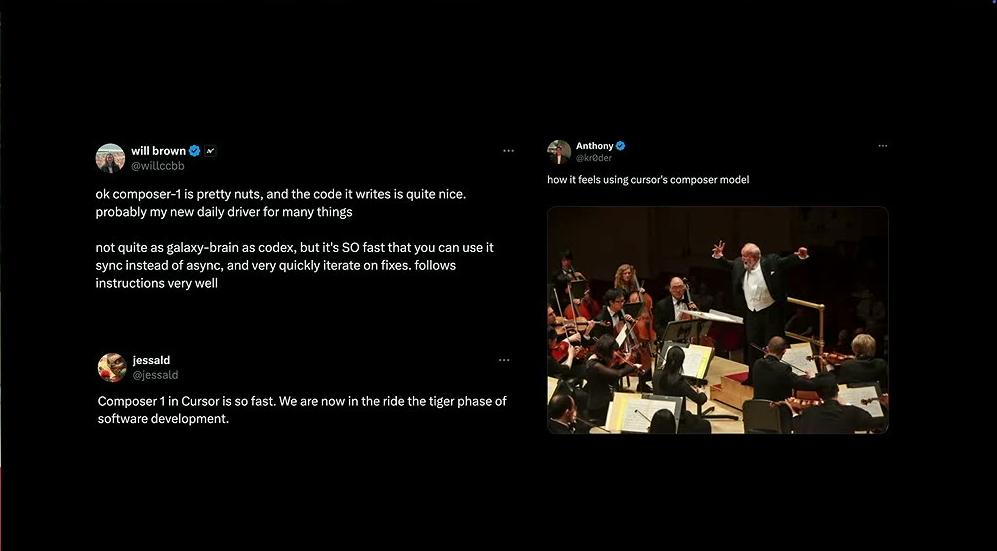 will brown
@willccbb
ok composer-1 is pretty nuts, and the code it writes is quite nice.
probably my new daily driver for many things
not quite as galaxy-brain as codex, but it's SO fast that you can use it
sync instead of async, and very quickly iterate on fixes. follows
instructions very well
jessald
@jessald
Composer 1 in Cursor is so fast. We are now in the ride the tiger phase of
software development.
Anthony
@kr0der
how it feels using cursor's composer model